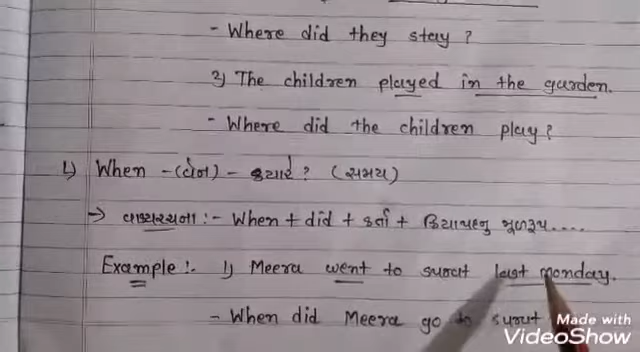 - Where did they stay ?
૨) The children played in the garden.
- Where did the children play?
L) When -(વેન) - ક્યારે ? (સમય)
→ વાક્યરચના :- When + did + કર્તા + ક્રિયાપદનુ મૂળરૂપ.....
Example :- 1) Meera went to surat last monday.
- When did Meera go to surat
Made with
VideoShow